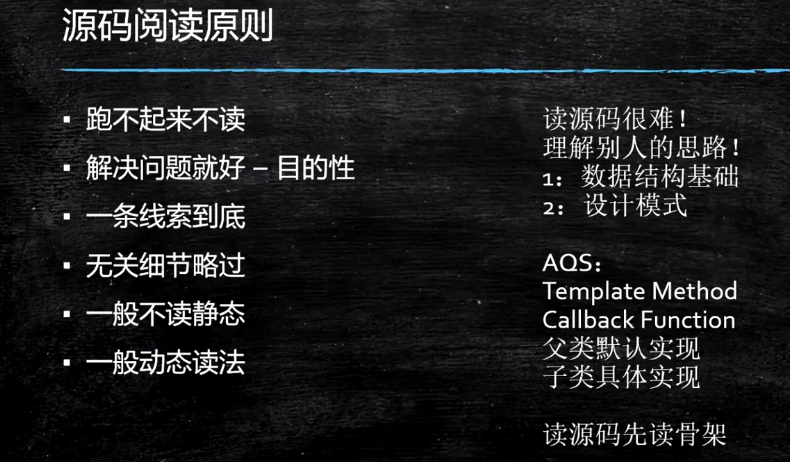 源码阅读原则
▪ 跑不起来不读
▪ 解决问题就好 – 目的性
▪ 一条线索到底
▪ 无关细节略过
▪ 一般不读静态
▪ 一般动态读法
读源码很难！
理解别人的思路！
1： 数据结构基础
2： 设计模式
AQS：
Template Method
Callback Function
父类默认实现
子类具体实现
读源码先读骨架